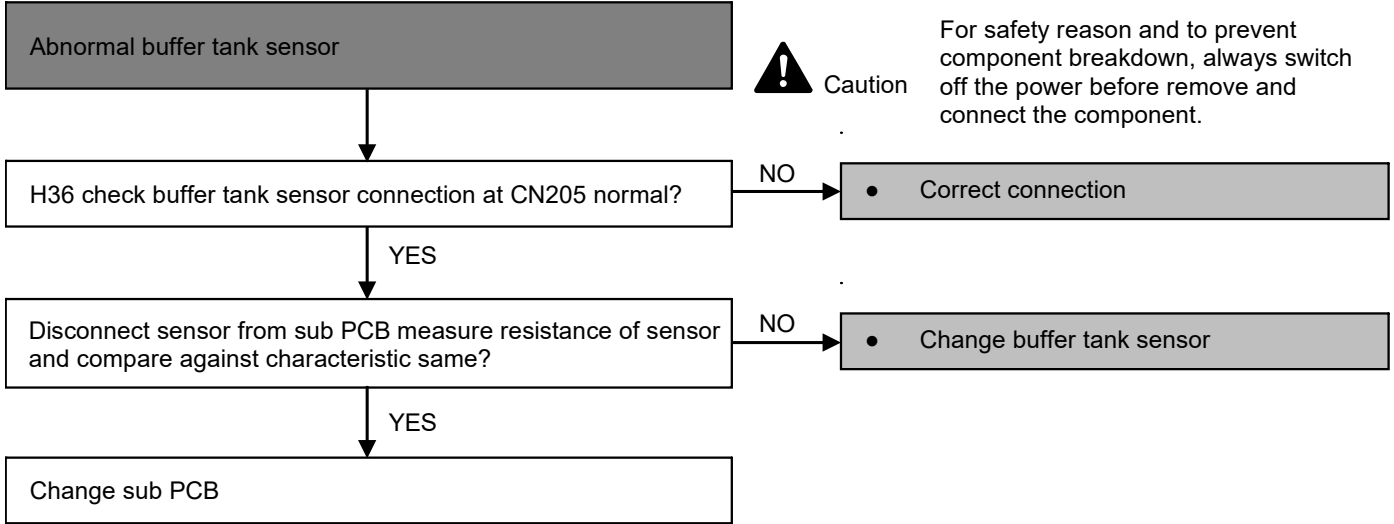 Abnormal buffer tank sensor
Caution
For safety reason and to prevent
component breakdown, always switch
off the power before remove and
connect the component.
H36 check buffer tank sensor connection at CN205 normal?
NO
● Correct connection
YES
Disconnect sensor from sub PCB measure resistance of sensor
and compare against characteristic same?
NO
● Change buffer tank sensor
YES
Change sub PCB